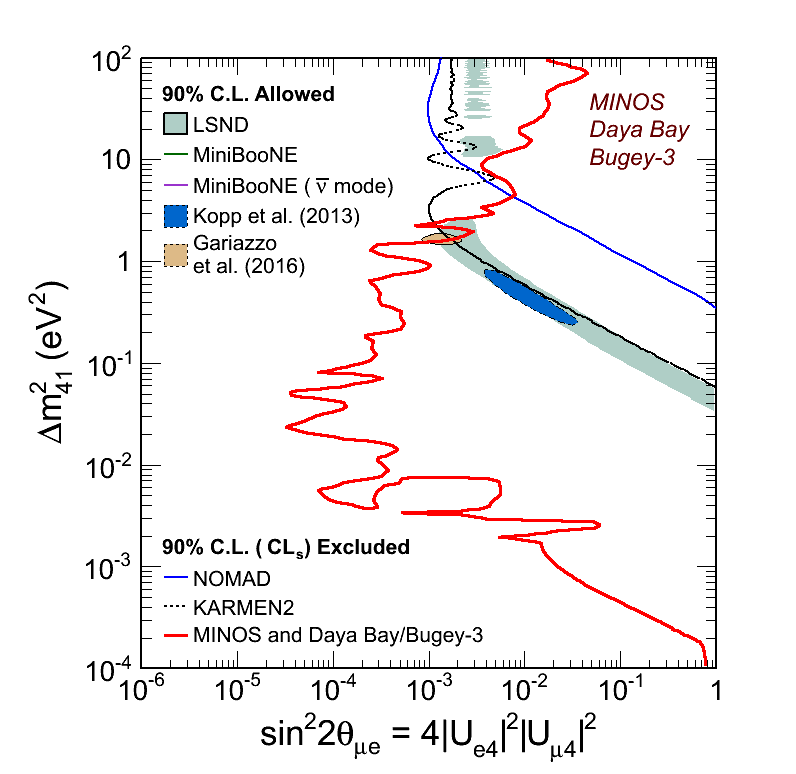 90% C.L. Allowed
LSND
MiniBooNE
MiniBooNE ( ν̅ mode)
Kopp et al. (2013)
Gariazzo
et al. (2016)
MINOS
Daya Bay
Bugey-3
90% C.L. ( CLₛ) Excluded
NOMAD
KARMEN2
MINOS and Daya Bay/Bugey-3
Δm²₄₁ (eV²)
10²
10
1
10⁻¹
10⁻²
10⁻³
10⁻⁴
10⁻⁶ 10⁻⁵ 10⁻⁴ 10⁻³ 10⁻² 10⁻¹ 1
sin²2θμe = 4|Ue4|²|Uμ4|²